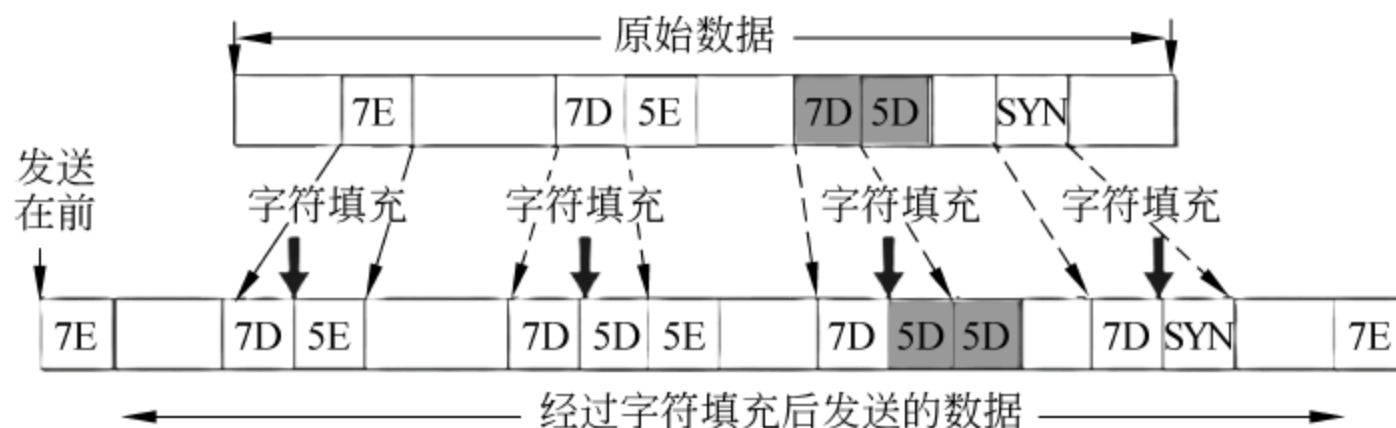 原始数据
7E 7D 5E 7D 5D SYN
发送
在前
字符填充 字符填充 字符填充 字符填充
7E 7D 5E 7D 5D 5E 7D 5D 5D 7D SYN 7E
经过字符填充后发送的数据